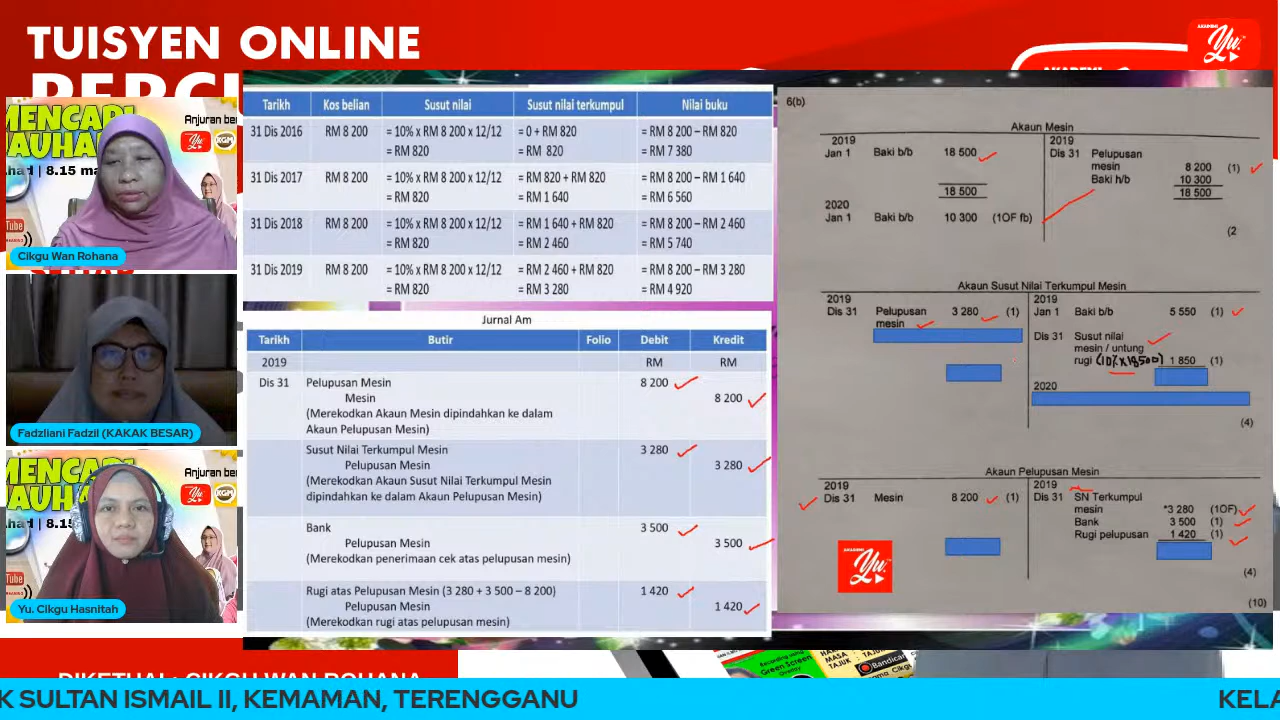 TUISYEN ONLINE
MENCARI
Anjuran ber
8.15 ma
Cikgu Wan Rohana
Fadzliani Fadzil (KAKAK BESAR)
MENCARI
Anjuran ber
Yu. Cikgu Hasnitah
Tarikh Kos belian Susut nilai Susut nilai terkumpul Nilai buku
31 Dis 2016 RM 8 200 = 10% x RM 8 200 x 12/12 = 0 + RM 820 = RM 8 200 – RM 820
= RM 820 = RM 820 = RM 7 380
31 Dis 2017 RM 8 200 = 10% x RM 8 200 x 12/12 = RM 820 + RM 820 = RM 8 200 – RM 1 640
= RM 820 = RM 1 640 = RM 6 560
31 Dis 2018 RM 8 200 = 10% x RM 8 200 x 12/12 = RM 1 640 + RM 820 = RM 8 200 – RM 2 460
= RM 820 = RM 2 460 = RM 5 740
31 Dis 2019 RM 8 200 = 10% x RM 8 200 x 12/12 = RM 2 460 + RM 820 = RM 8 200 – RM 3 280
= RM 820 = RM 3 280 = RM 4 920
Jurnal Am
Tarikh Butir Folio Debit Kredit
2019 RM RM
Dis 31 Pelupusan Mesin 8 200
Mesin 8 200
(Merekodkan Akaun Mesin dipindahkan ke dalam
Akaun Pelupusan Mesin)
Susut Nilai Terkumpul Mesin 3 280
Pelupusan Mesin 3 280
(Merekodkan Akaun Susut Nilai Terkumpul Mesin
dipindahkan ke dalam Akaun Pelupusan Mesin)
Bank 3 500
Pelupusan Mesin 3 500
(Merekodkan penerimaan cek atas pelupusan mesin)
Rugi atas Pelupusan Mesin (3 280 + 3 500 – 8 200) 1 420
Pelupusan Mesin 1 420
(Merekodkan rugi atas pelupusan mesin)
6(b)
Akaun Mesin
2019 2019
Jan 1 Baki b/b 18 500 Dis 31 Pelupusan
mesin 8 200 (1)
Baki h/b 10 300
18 500 18 500
2020
Jan 1 Baki b/b 10 300 (1OF fb)
(2
Akaun Susut Nilai Terkumpul Mesin
2019 2019
Dis 31 Pelupusan 3 280 (1) Jan 1 Baki b/b 5 550 (1)
mesin
Dis 31 Susut nilai
mesin / untung
rugi (10% x 18500) 1 850 (1)
2020
(4)
Akaun Pelupusan Mesin
2019 2019
Dis 31 Mesin 8 200 (1) Dis 31 SN Terkumpul
mesin *3 280 (1OF)
Bank 3 500 (1)
Rugi pelupusan 1 420 (1)
(4)
(10)
AKADEMI
Yu.
DIKETUAI : CIKGU WAN ROHANA
Recording using
Green Screen
Bandicam
K SULTAN ISMAIL II, KEMAMAN, TERENGGANU
KELA